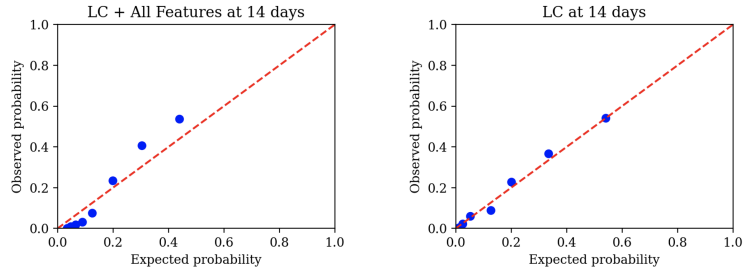 LC + All Features at 14 days
1.0
0.8
0.6
0.4
0.2
0.0
Observed probability
0.0 0.2 0.4 0.6 0.8 1.0
Expected probability
LC at 14 days
1.0
0.8
0.6
0.4
0.2
0.0
Observed probability
0.0 0.2 0.4 0.6 0.8 1.0
Expected probability